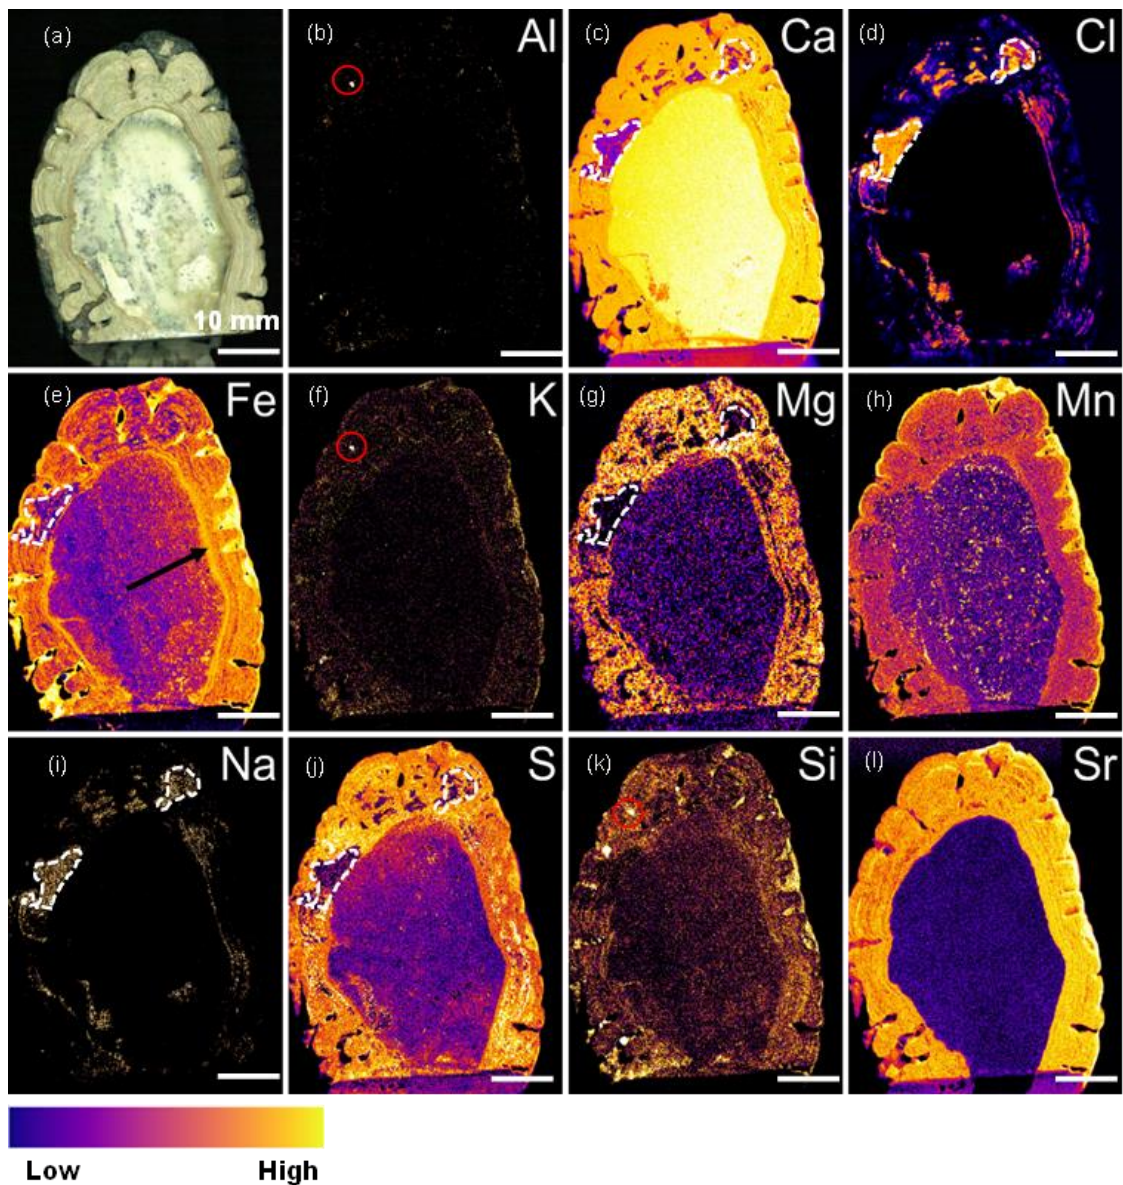 (a)
10 mm
(b) Al
(c) Ca
(d) Cl
(e) Fe
(f) K
(g) Mg
(h) Mn
(i) Na
(j) S
(k) Si
(l) Sr
Low High